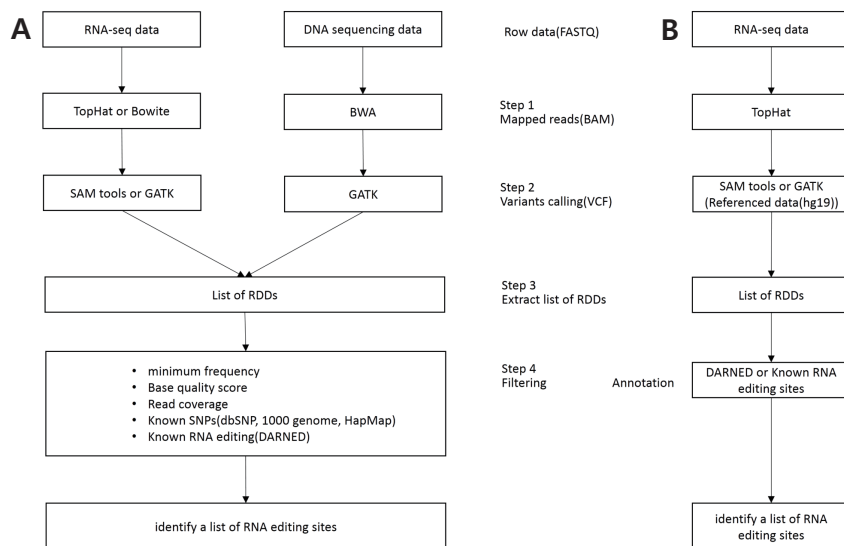 A
RNA-seq data
DNA sequencing data
Row data(FASTQ)
B
RNA-seq data
TopHat or Bowite
BWA
Step 1
Mapped reads(BAM)
TopHat
SAM tools or GATK
GATK
Step 2
Variants calling(VCF)
SAM tools or GATK
(Referenced data(hg19))
List of RDDs
Step 3
Extract list of RDDs
List of RDDs
• minimum frequency
• Base quality score
• Read coverage
• Known SNPs(dbSNP, 1000 genome, HapMap)
• Known RNA editing(DARNED)
Step 4
Filtering
Annotation
DARNED or Known RNA
editing sites
identify a list of RNA editing sites
identify a list of RNA
editing sites